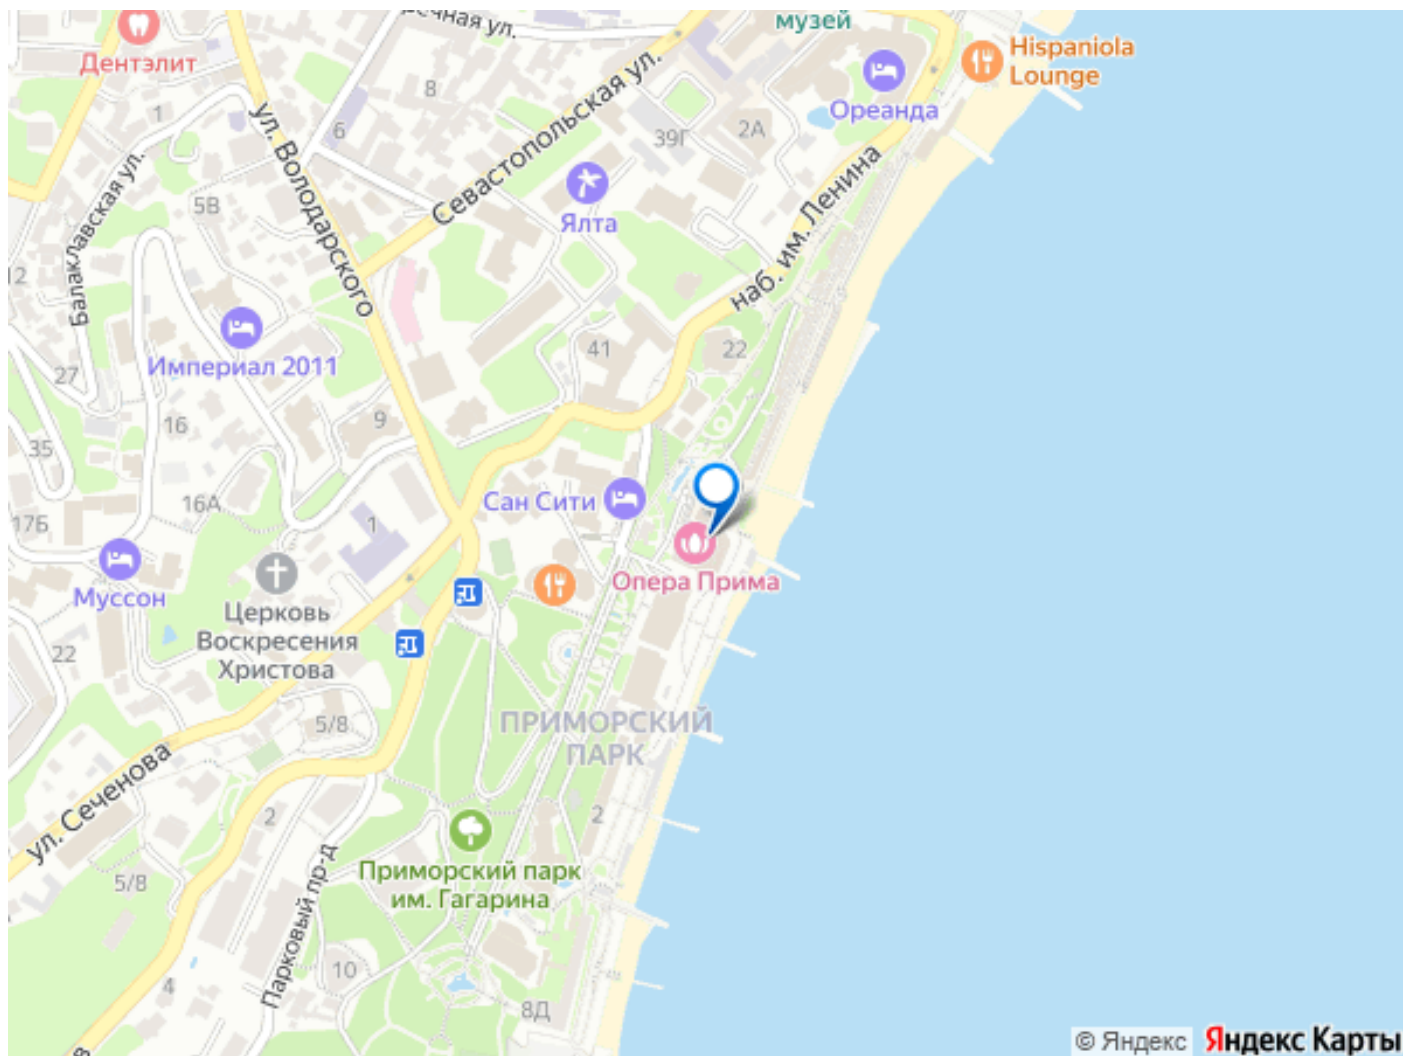 музей
Hispaniola
Lounge
Дентэлит
Ореанда
8
1
6
39Г
2А
ул. Володарского
Севастопольская ул.
Балаклавская ул.
5В
Ялта
наб. им. Ленина
12
Империал 2011
41
22
27
16
9
35
16А
Сан Сити
17Б
1
Опера Прима
Муссон
Церковь
Воскресения
Христова
22
5/8
ПРИМОРСКИЙ
ПАРК
ул. Сеченова
2
2
Приморский парк
им. Гагарина
5/8
Парковый пр-д
10
4
8Д
© Яндекс Яндекс Карты